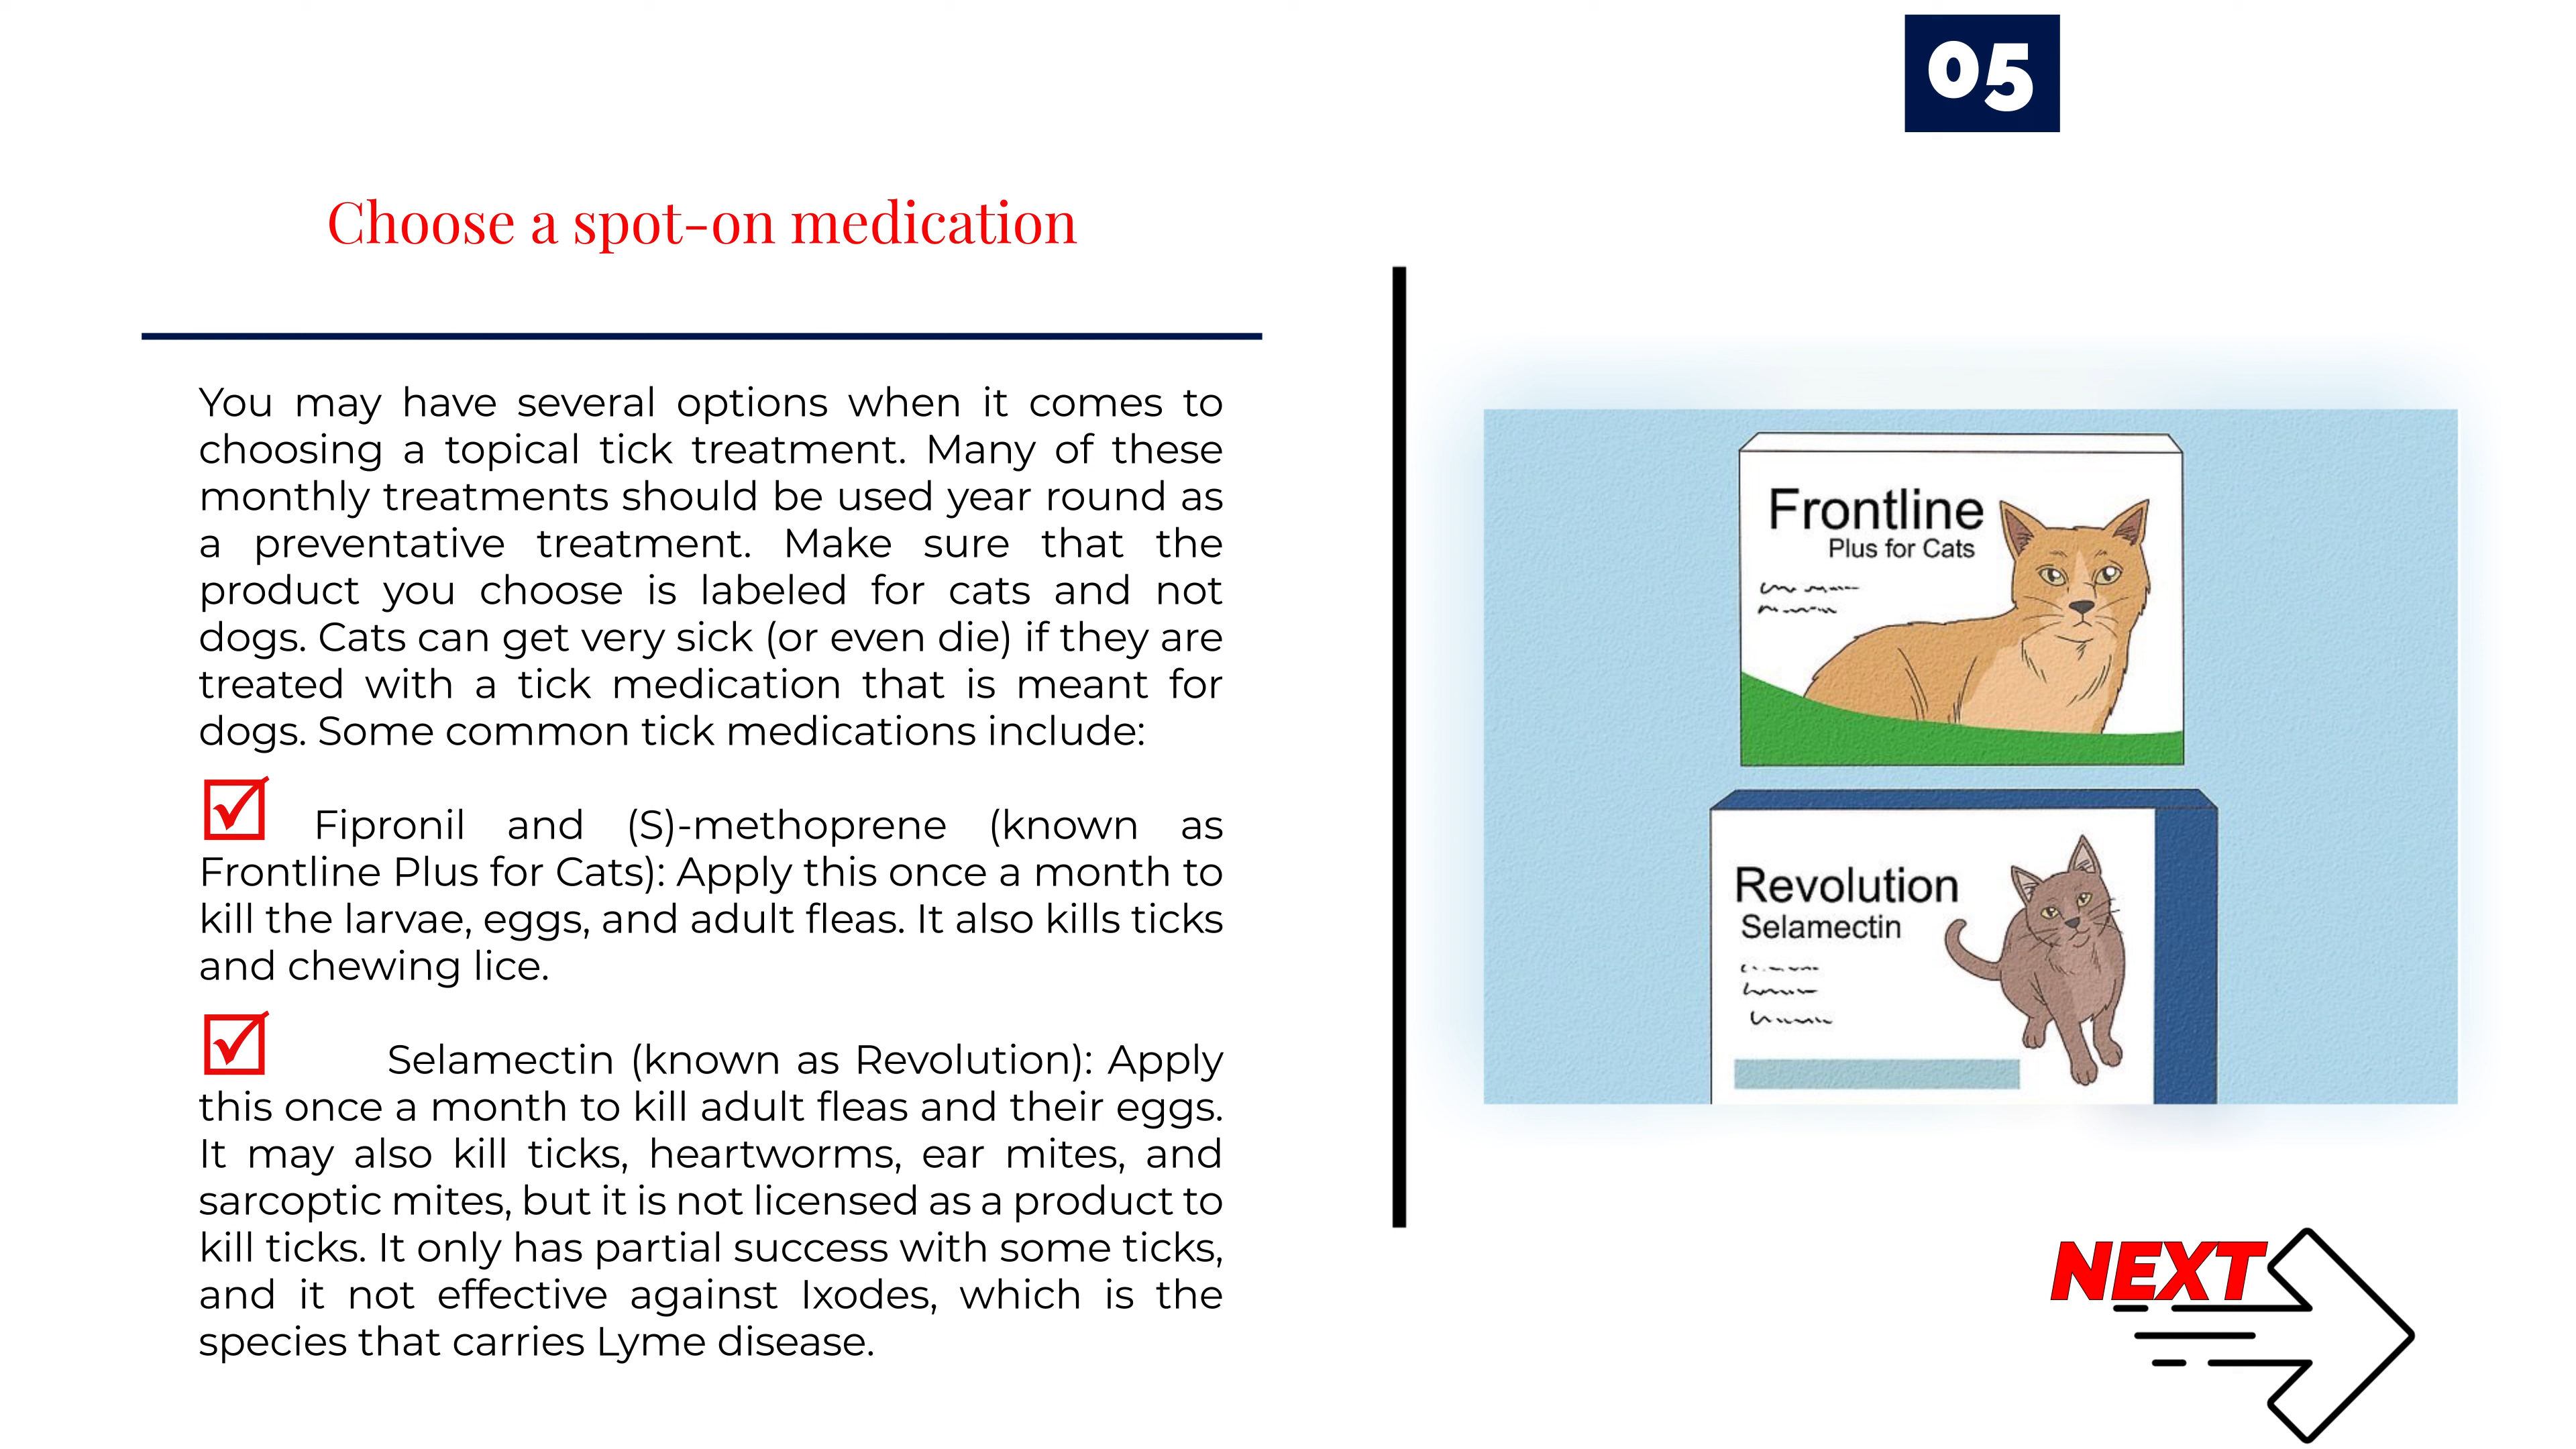 05
Choose a spot-on medication
You may have several options when it comes to
choosing a topical tick treatment. Many of these
monthly treatments should be used year round as
a preventative treatment. Make sure that the
product you choose is labeled for cats and not
dogs. Cats can get very sick (or even die) if they are
treated with a tick medication that is meant for
dogs. Some common tick medications include:
Fipronil and (S)-methoprene (known as
Frontline Plus for Cats): Apply this once a month to
kill the larvae, eggs, and adult fleas. It also kills ticks
and chewing lice.
Selamectin (known as Revolution): Apply
this once a month to kill adult fleas and their eggs.
It may also kill ticks, heartworms, ear mites, and
sarcoptic mites, but it is not licensed as a product to
kill ticks. It only has partial success with some ticks,
and it not effective against Ixodes, which is the
species that carries Lyme disease.
Frontline
Plus for Cats
Revolution
Selamectin
NEXT